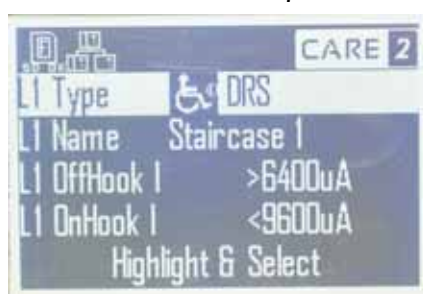 CARE 2
L1 Type DRS
L1 Name Staircase 1
L1 OffHook I >6400uA
L1 OnHook I <9600uA
Highlight & Select